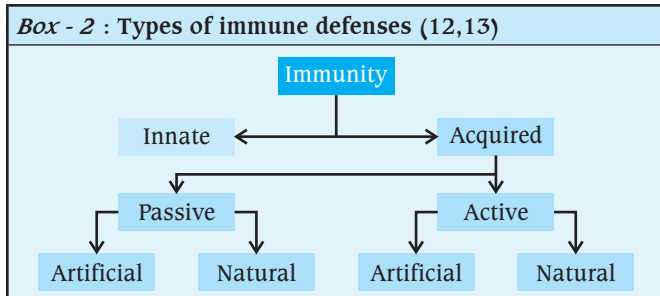 Box - 2 : Types of immune defenses (12,13)
Immunity
Innate Acquired
Passive Active
Artificial Natural Artificial Natural